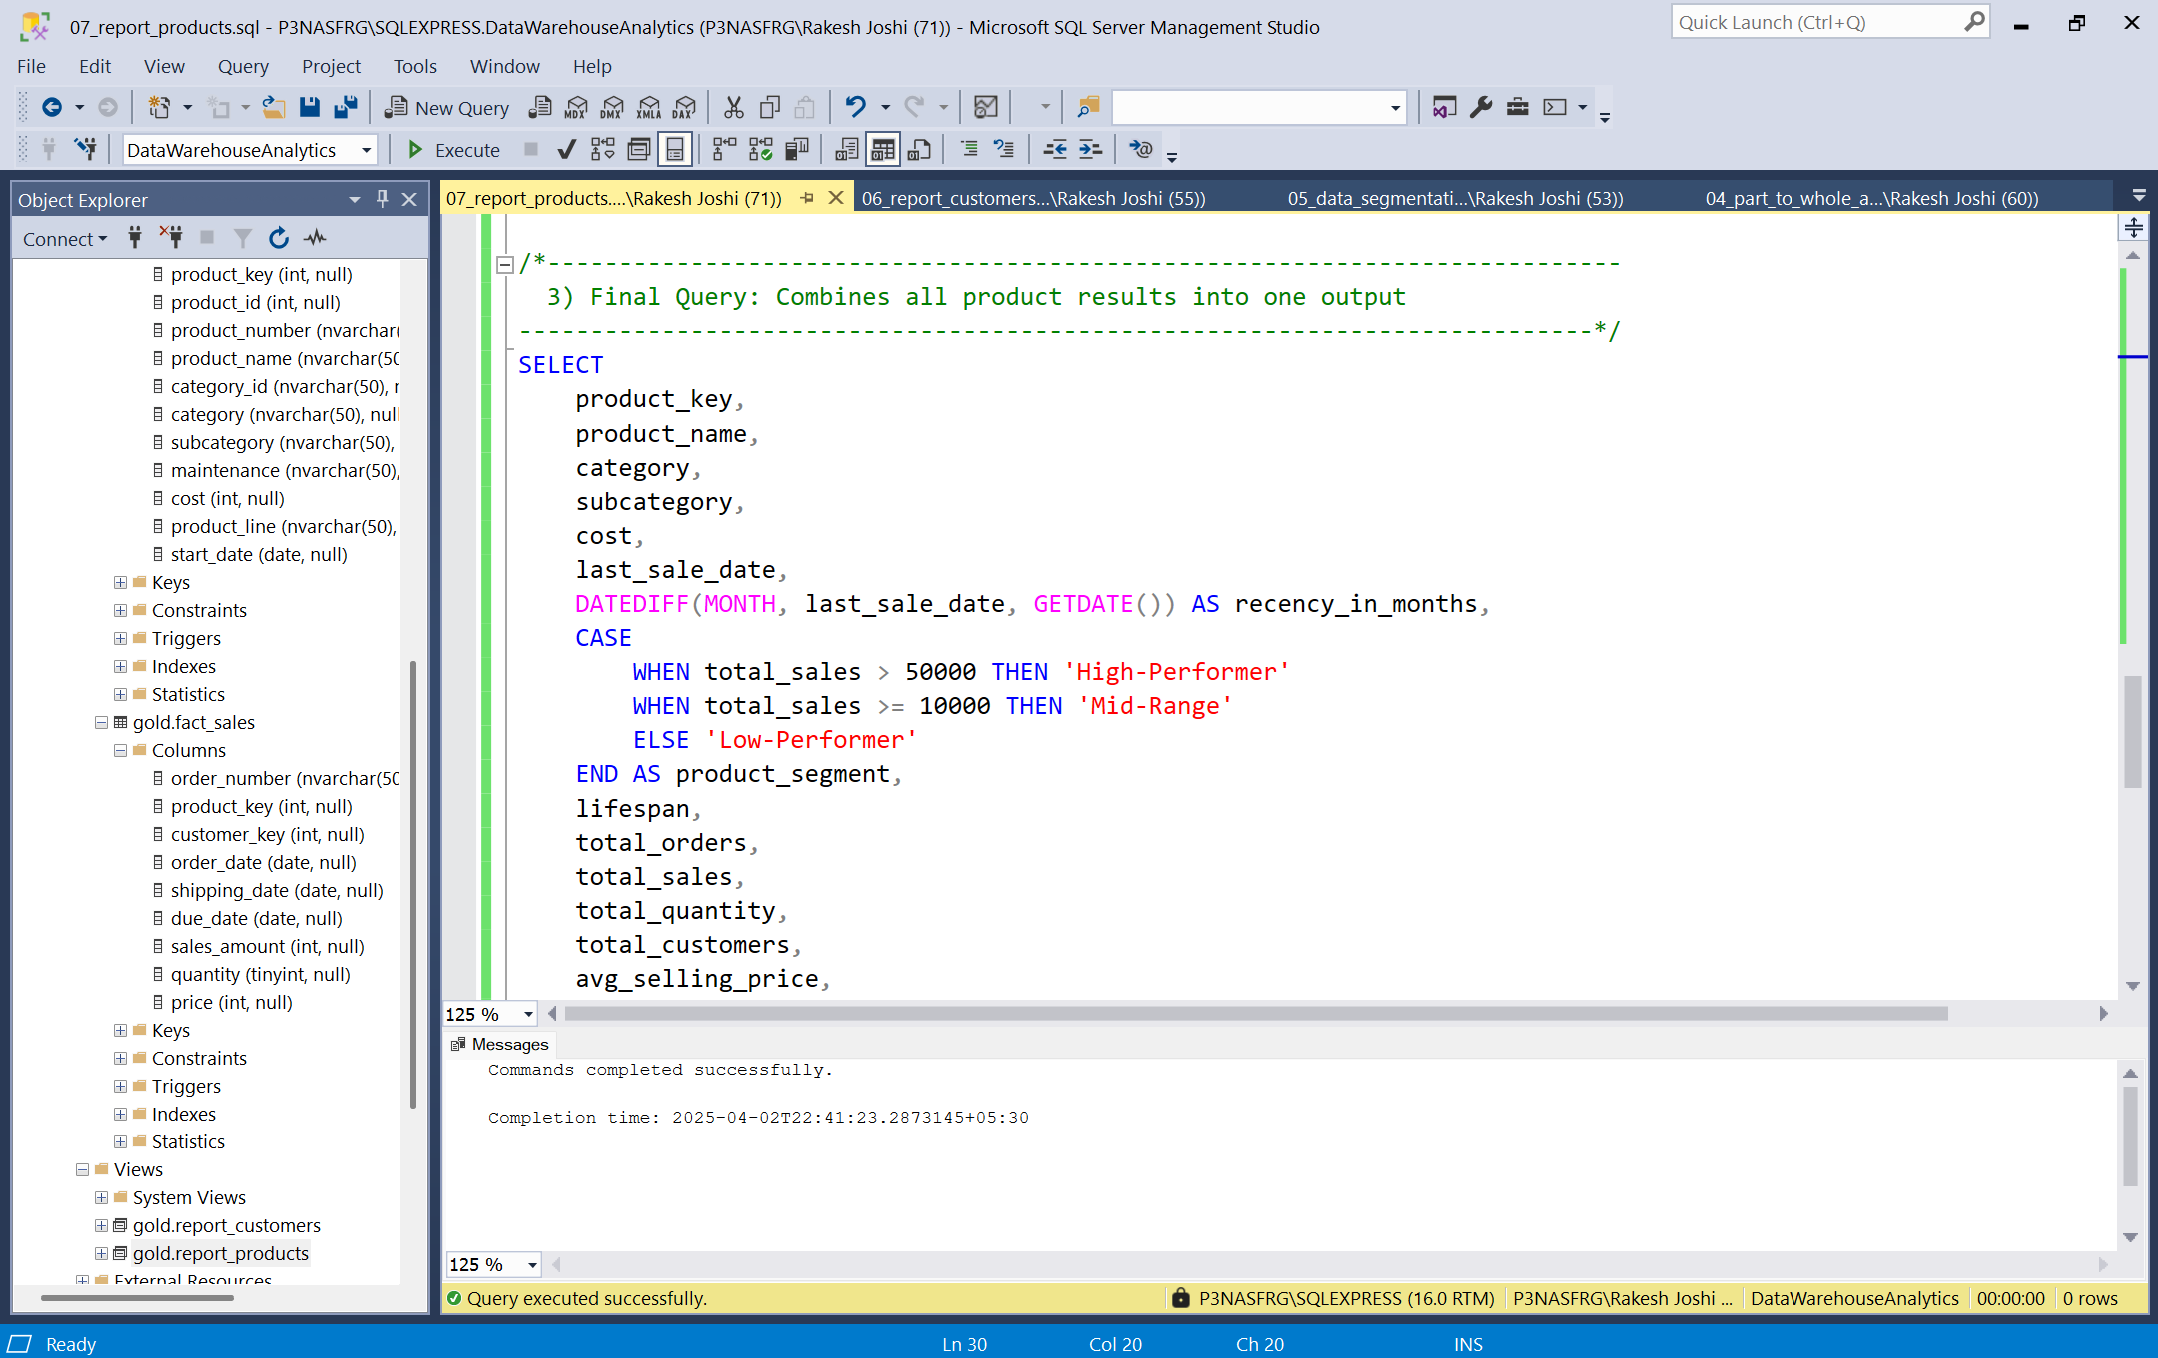 07_report_products.sql - P3NASFRG\SQLEXPRESS.DataWarehouseAnalytics (P3NASFRG\Rakesh Joshi (71)) - Microsoft SQL Server Management Studio
Quick Launch (Ctrl+Q)
File Edit View Query Project Tools Window Help
New Query MDX DMX XMLA DAX
DataWarehouseAnalytics Execute
Object Explorer
Connect
product_key (int, null)
product_id (int, null)
product_number (nvarchar(
product_name (nvarchar(50
category_id (nvarchar(50), n
category (nvarchar(50), null
subcategory (nvarchar(50),
maintenance (nvarchar(50),
cost (int, null)
product_line (nvarchar(50),
start_date (date, null)
Keys
Constraints
Triggers
Indexes
Statistics
gold.fact_sales
Columns
order_number (nvarchar(50
product_key (int, null)
customer_key (int, null)
order_date (date, null)
shipping_date (date, null)
due_date (date, null)
sales_amount (int, null)
quantity (tinyint, null)
price (int, null)
Keys
Constraints
Triggers
Indexes
Statistics
Views
System Views
gold.report_customers
gold.report_products
External Resources
07_report_products....\Rakesh Joshi (71)) 06_report_customers...\Rakesh Joshi (55)) 05_data_segmentati...\Rakesh Joshi (53)) 04_part_to_whole_a...\Rakesh Joshi (60))
/*---------------------------------------------------------------------------
3) Final Query: Combines all product results into one output
---------------------------------------------------------------------------*/
SELECT
product_key,
product_name,
category,
subcategory,
cost,
last_sale_date,
DATEDIFF(MONTH, last_sale_date, GETDATE()) AS recency_in_months,
CASE
WHEN total_sales > 50000 THEN 'High-Performer'
WHEN total_sales >= 10000 THEN 'Mid-Range'
ELSE 'Low-Performer'
END AS product_segment,
lifespan,
total_orders,
total_sales,
total_quantity,
total_customers,
avg_selling_price,
125 %
Messages
Commands completed successfully.
Completion time: 2025-04-02T22:41:23.2873145+05:30
125 %
Query executed successfully. P3NASFRG\SQLEXPRESS (16.0 RTM) P3NASFRG\Rakesh Joshi ... DataWarehouseAnalytics 00:00:00 0 rows
Ready Ln 30 Col 20 Ch 20 INS